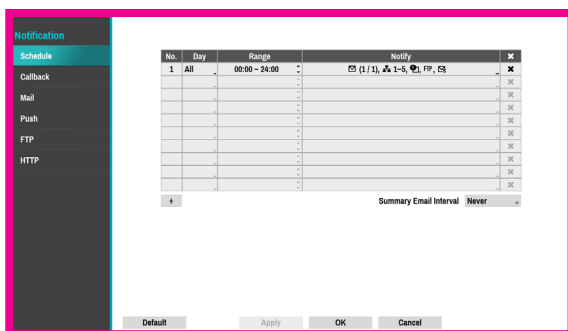 Notification
Schedule
Callback
Mail
Push
FTP
HTTP
No. Day Range Notify
1 All 00:00 ~ 24:00 (1 / 1), 1~5, FTP,
+ Summary Email Interval Never
Default Apply OK Cancel